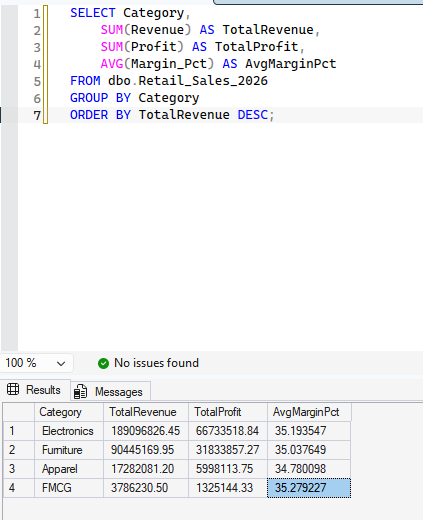 1 SELECT Category,
2 SUM(Revenue) AS TotalRevenue,
3 SUM(Profit) AS TotalProfit,
4 AVG(Margin_Pct) AS AvgMarginPct
5 FROM dbo.Retail_Sales_2026
6 GROUP BY Category
7 ORDER BY TotalRevenue DESC;
100 % No issues found
Results Messages
Category TotalRevenue TotalProfit AvgMarginPct
1 Electronics 189096826.45 66733518.84 35.193547
2 Furniture 90445169.95 31833857.27 35.037649
3 Apparel 17282081.20 5998113.75 34.780098
4 FMCG 3786230.50 1325144.33 35.279227